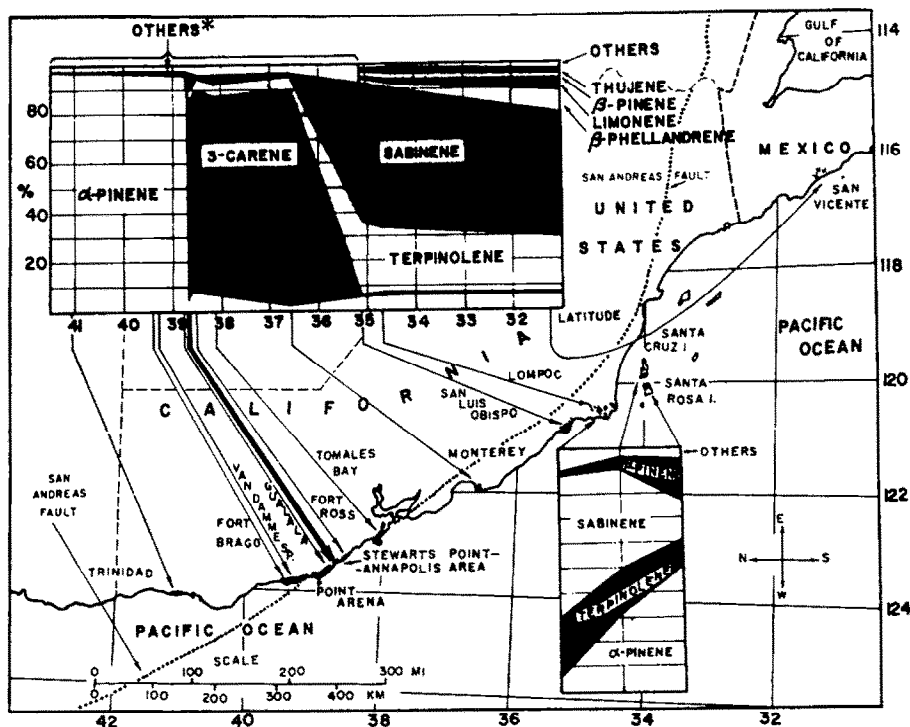 OTHERS*
114
GULF
OF
CALIFORNIA
OTHERS
THUJENE
β-PINENE
LIMONENE
β-PHELLANDRENE
80
60
%
40
20
α-PINENE
3-CARENE
SABINENE
TERPINOLENE
MEXICO
116
SAN ANDREAS FAULT
SAN
VICENTE
UNITED
STATES
118
41 40 39 38 37 36 35 34 33 32
LATITUDE
PACIFIC
OCEAN
SANTA
CRUZ I.
SANTA
ROSA I.
120
CALIFORNIA
LOMPOC
SAN
LUIS
OBISPO
MONTEREY
TOMALES
BAY
FORT
ROSS
GUALALA
VAN DAMME S.P.
FORT
BRAGG
SAN
ANDREAS
FAULT
TRINIDAD
STEWART'S POINT-
ANNAPOLIS AREA
POINT
ARENA
OTHERS
β-PINENE
SABINENE
TERPINOLENE
α-PINENE
122
E
N S
W
124
PACIFIC OCEAN
SCALE
0 100 200 300 MI
0 100 200 300 400 KM
42 40 38 36 34 32